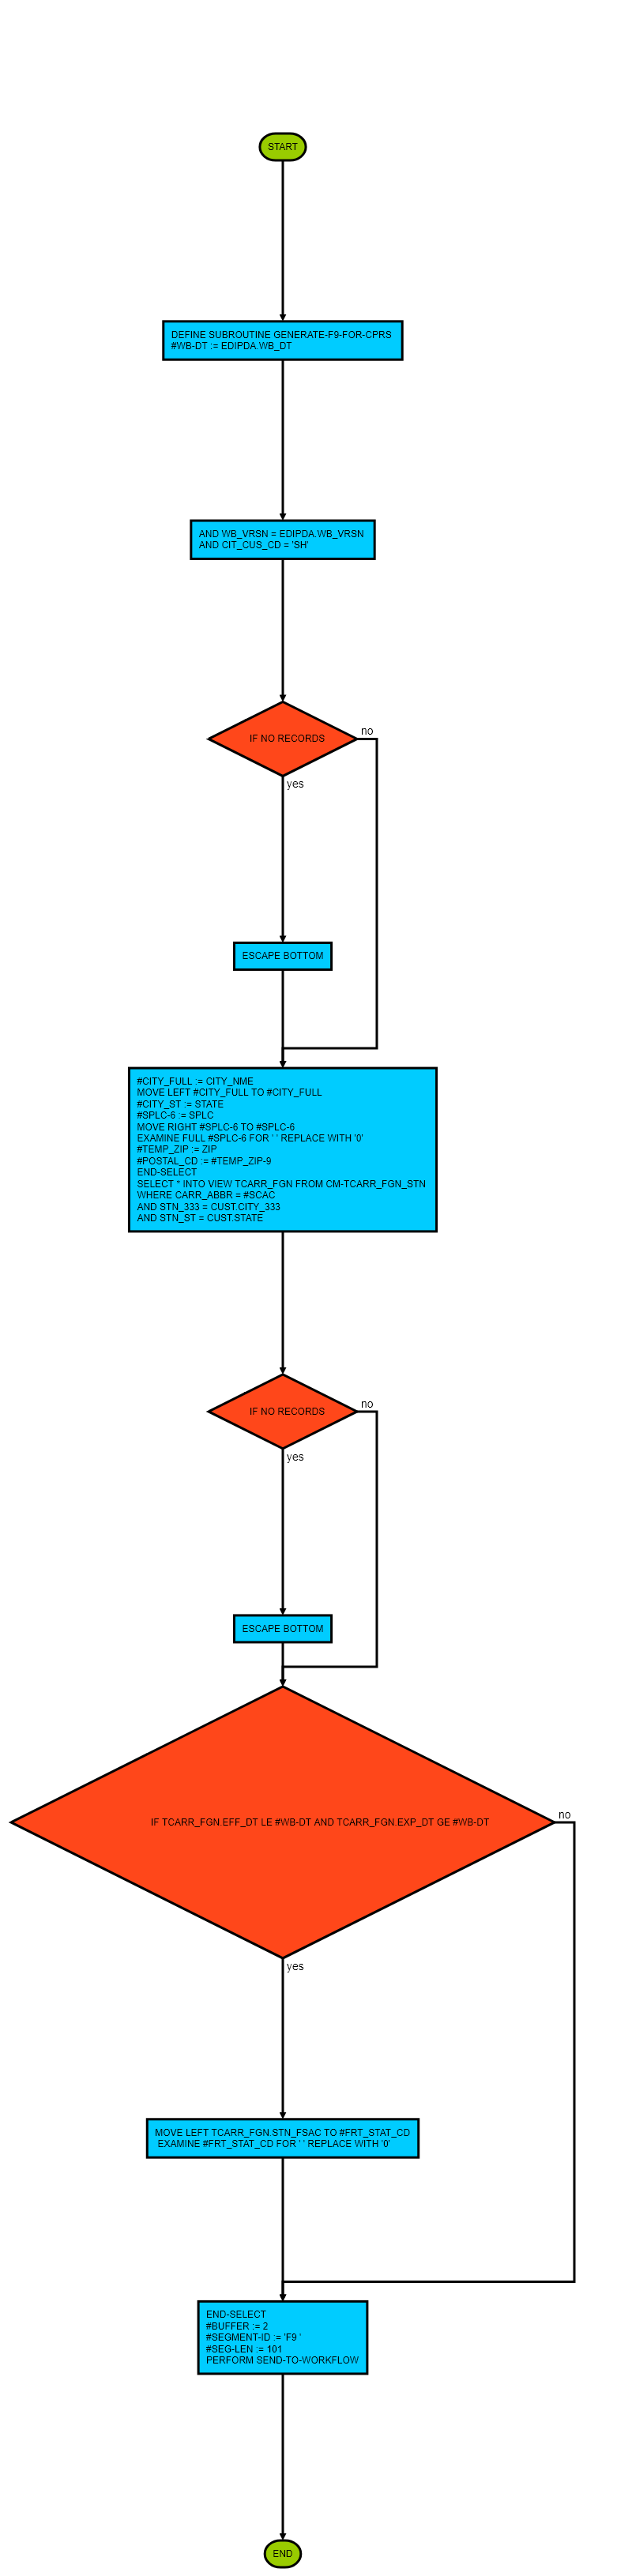 START
DEFINE SUBROUTINE GENERATE-F9-FOR-CPRS
#WB-DT := EDIPDA.WB_DT
AND WB_VRSN = EDIPDA.WB_VRSN
AND CIT_CUS_CD = 'SH'
IF NO RECORDS
no
yes
ESCAPE BOTTOM
#CITY_FULL := CITY_NME
MOVE LEFT #CITY_FULL TO #CITY_FULL
#CITY_ST := STATE
#SPLC-6 := SPLC
MOVE RIGHT #SPLC-6 TO #SPLC-6
EXAMINE FULL #SPLC-6 FOR ' ' REPLACE WITH '0'
#TEMP_ZIP := ZIP
#POSTAL_CD := #TEMP_ZIP-9
END-SELECT
SELECT * INTO VIEW TCARR_FGN FROM CM-TCARR_FGN_STN
WHERE CARR_ABBR = #SCAC
AND STN_333 = CUST.CITY_333
AND STN_ST = CUST.STATE
IF NO RECORDS
no
yes
ESCAPE BOTTOM
IF TCARR_FGN.EFF_DT LE #WB-DT AND TCARR_FGN.EXP_DT GE #WB-DT
no
yes
MOVE LEFT TCARR_FGN.STN_FSAC TO #FRT_STAT_CD
EXAMINE #FRT_STAT_CD FOR ' ' REPLACE WITH '0'
END-SELECT
#BUFFER := 2
#SEGMENT-ID := 'F9 '
#SEG-LEN := 101
PERFORM SEND-TO-WORKFLOW
END